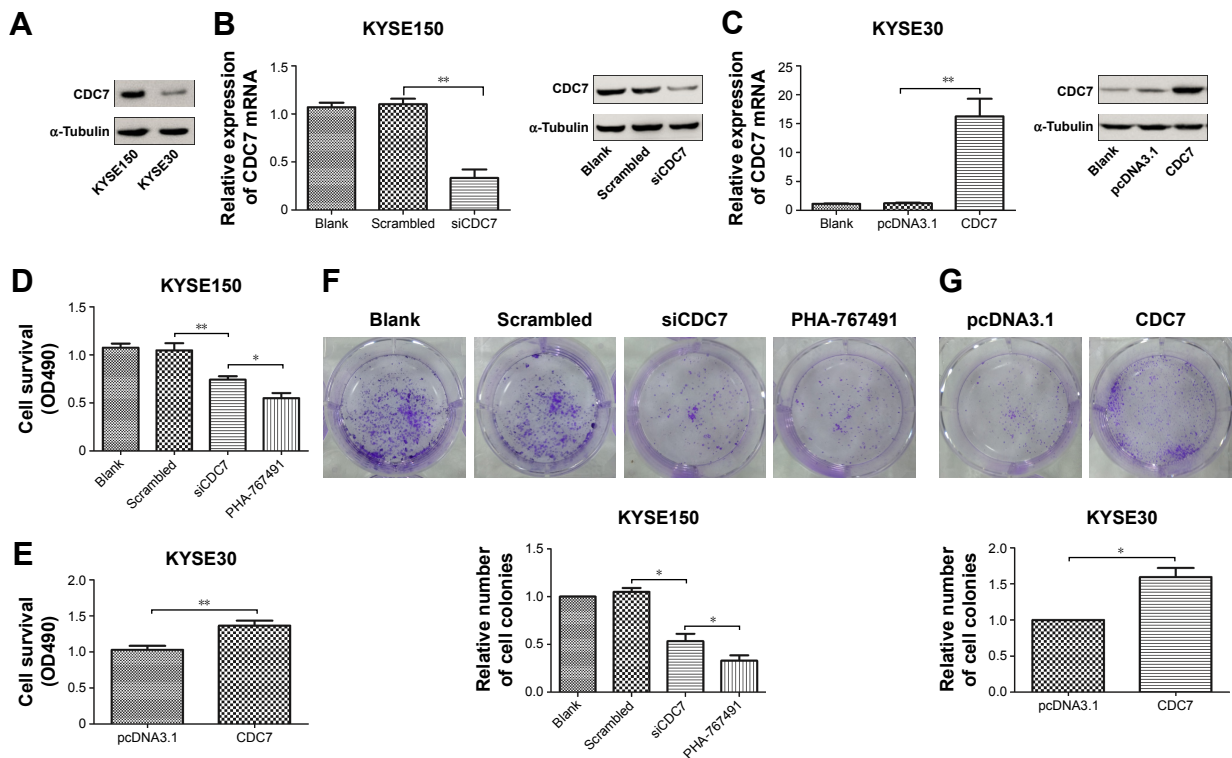 A
CDC7
α-Tubulin
KYSE150
KYSE30
B
KYSE150
Relative expression
of CDC7 mRNA
1.5
1.0
0.5
0
**
Blank
Scrambled
siCDC7
CDC7
α-Tubulin
Blank
Scrambled
siCDC7
C
KYSE30
Relative expression
of CDC7 mRNA
25
20
15
10
5
0
**
Blank
pcDNA3.1
CDC7
CDC7
α-Tubulin
Blank
pcDNA3.1
CDC7
D
KYSE150
Cell survival
(OD490)
1.5
1.0
0.5
0
**
*
Blank
Scrambled
siCDC7
PHA-767491
E
KYSE30
Cell survival
(OD490)
2.0
1.5
1.0
0.5
0
**
pcDNA3.1
CDC7
F
Blank
Scrambled
siCDC7
PHA-767491
KYSE150
Relative number
of cell colonies
1.5
1.0
0.5
0.0
*
*
Blank
Scrambled
siCDC7
PHA-767491
G
pcDNA3.1
CDC7
KYSE30
Relative number
of cell colonies
2.0
1.5
1.0
0.5
0.0
*
pcDNA3.1
CDC7